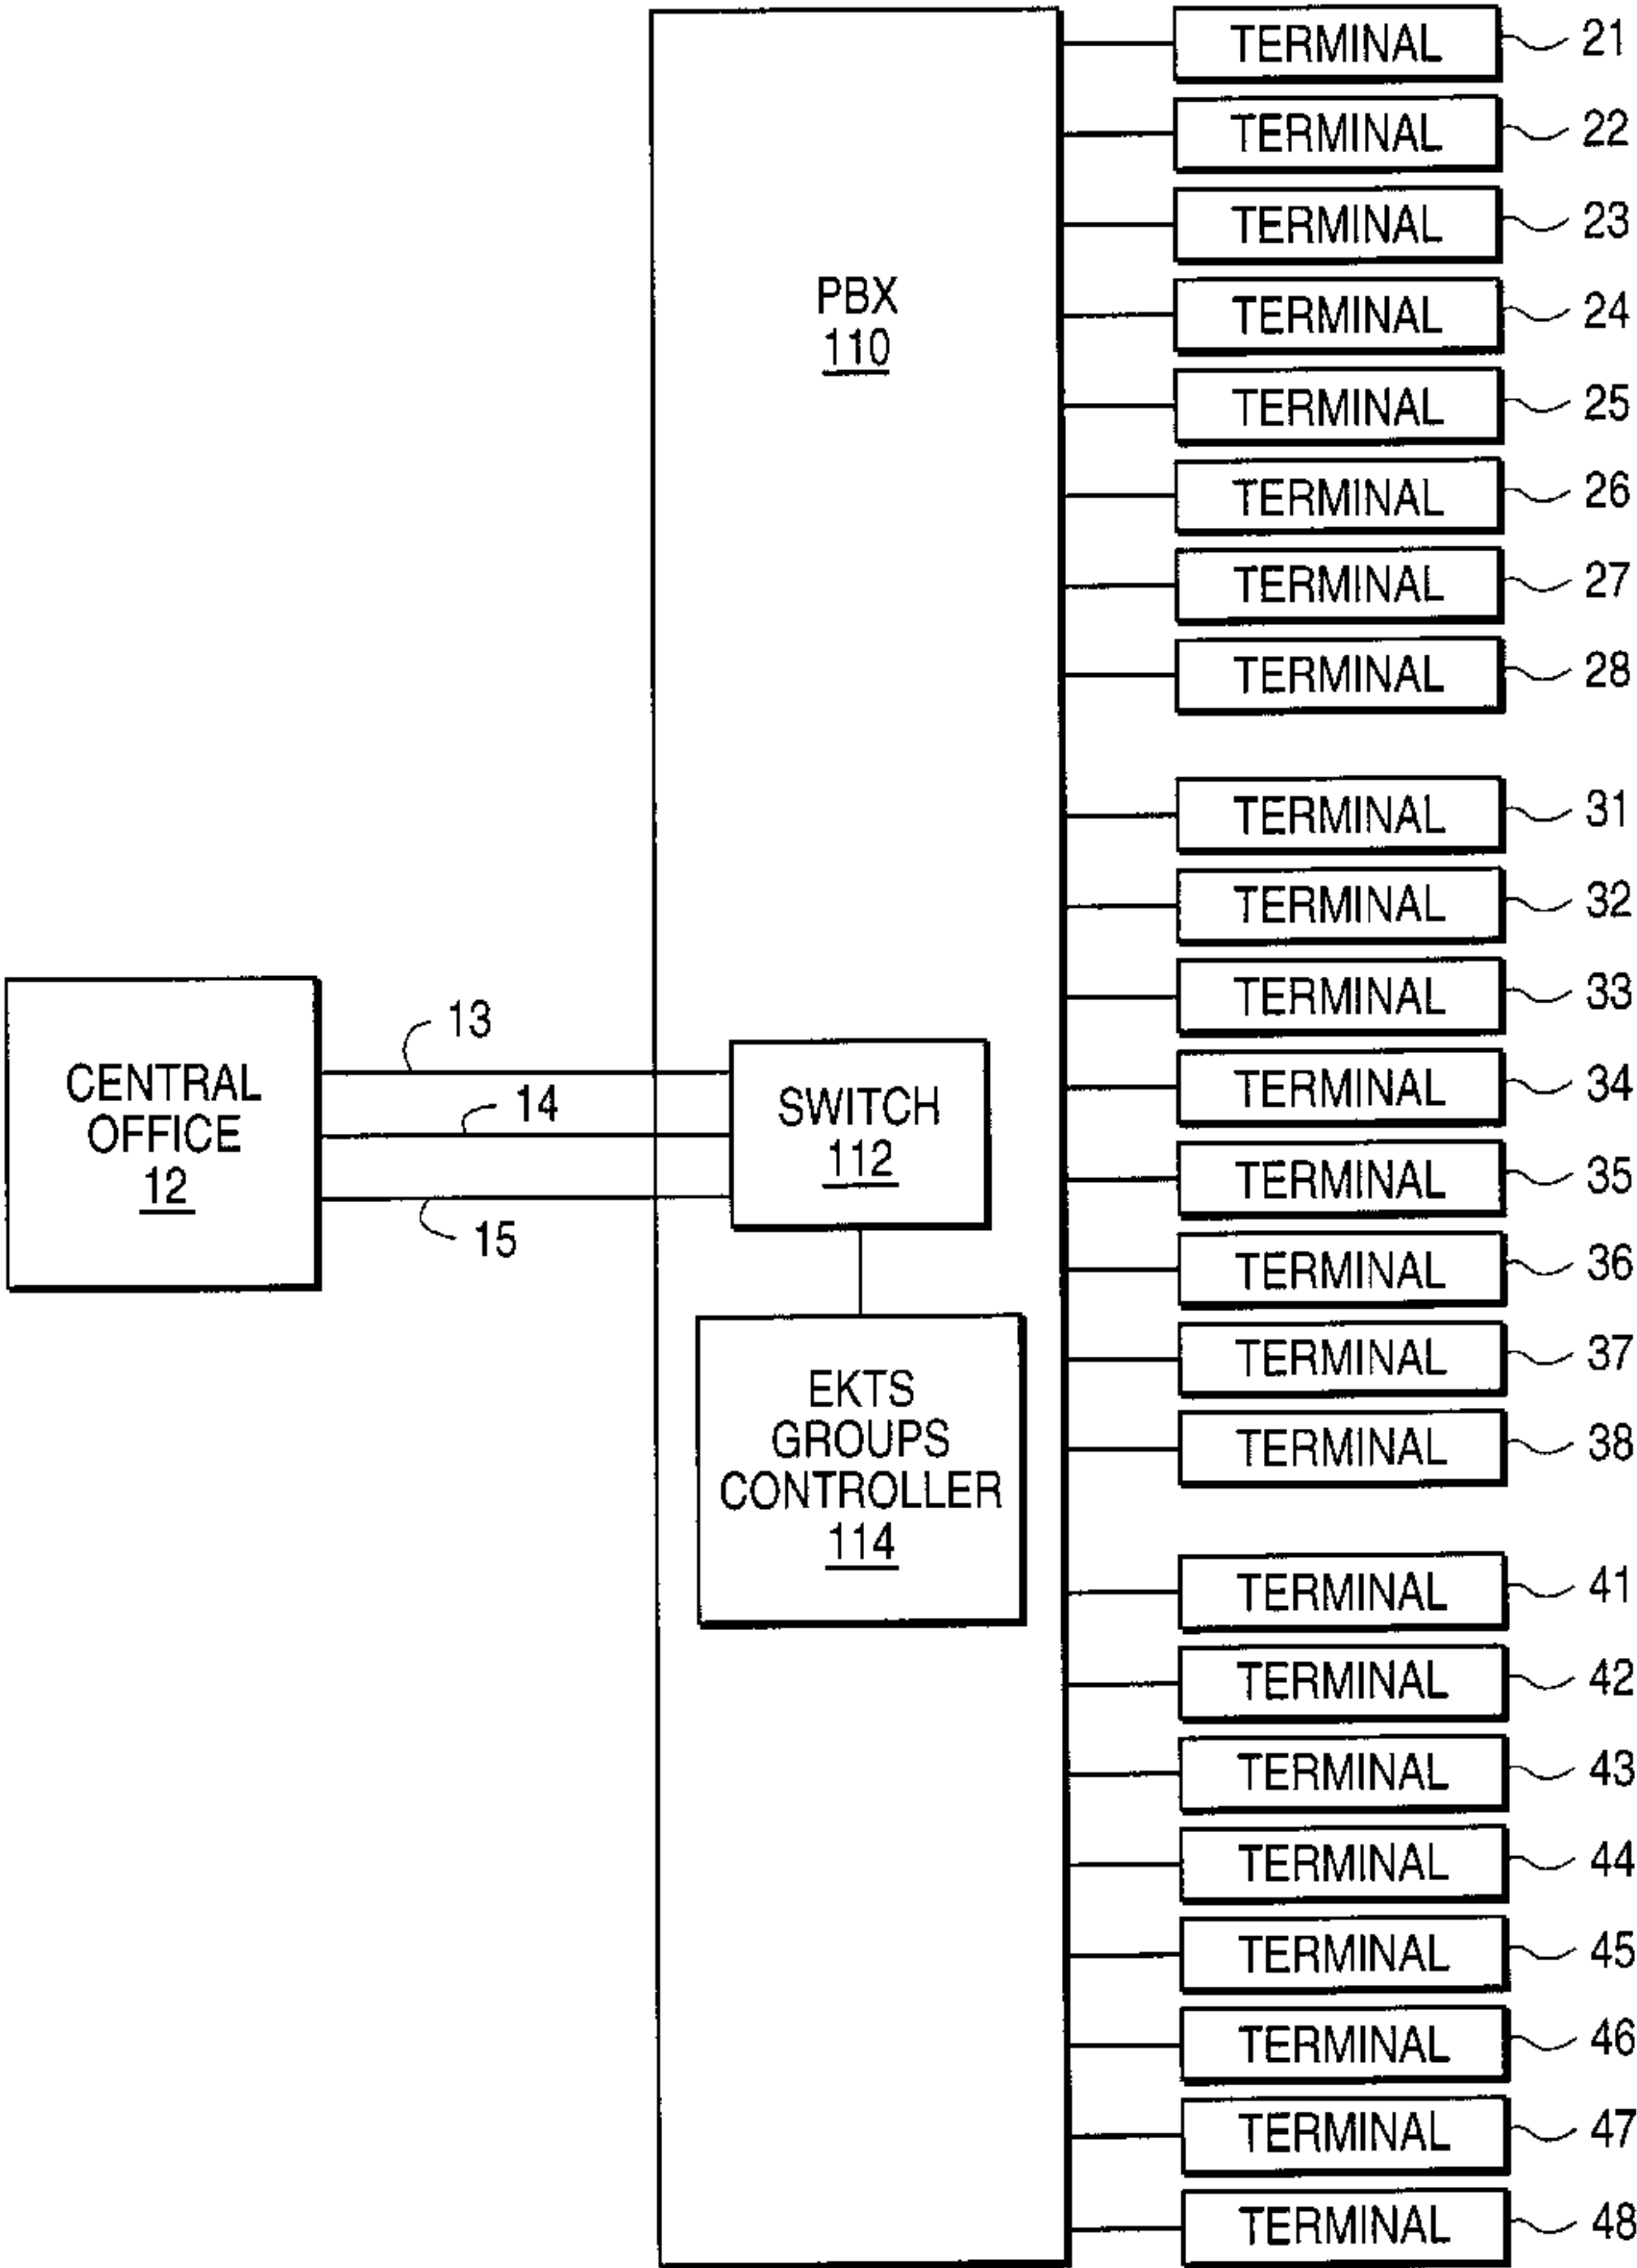 TERMINAL 21
TERMINAL 22
TERMINAL 23
TERMINAL 24
TERMINAL 25
TERMINAL 26
TERMINAL 27
TERMINAL 28
TERMINAL 31
TERMINAL 32
TERMINAL 33
TERMINAL 34
TERMINAL 35
TERMINAL 36
TERMINAL 37
TERMINAL 38
TERMINAL 41
TERMINAL 42
TERMINAL 43
TERMINAL 44
TERMINAL 45
TERMINAL 46
TERMINAL 47
TERMINAL 48
PBX
110
CENTRAL
OFFICE
12
13
14
15
SWITCH
112
EKTS
GROUPS
CONTROLLER
114